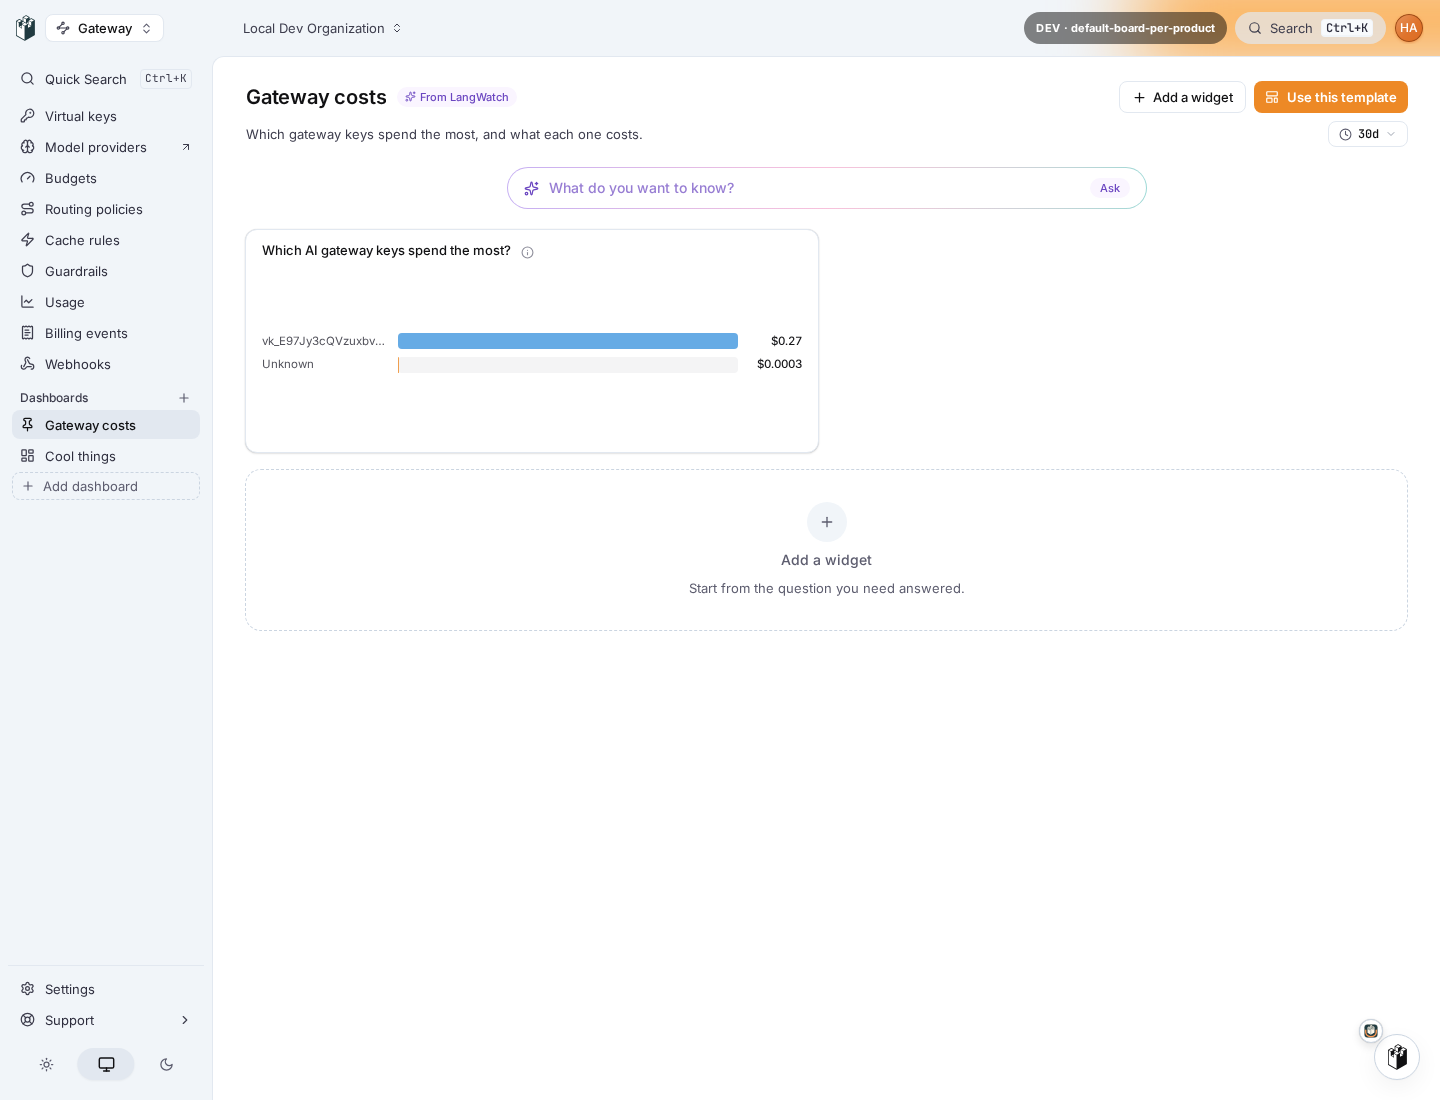 Gateway
Local Dev Organization
DEV · default-board-per-product
Search Ctrl+K
HA
Quick Search Ctrl+K
Virtual keys
Model providers
Budgets
Routing policies
Cache rules
Guardrails
Usage
Billing events
Webhooks
Dashboards
Gateway costs
Cool things
Add dashboard
Settings
Support
Gateway costs
From LangWatch
Add a widget
Use this template
Which gateway keys spend the most, and what each one costs.
30d
What do you want to know?
Ask
Which AI gateway keys spend the most?
vk_E97Jy3cQVzuxbv... $0.27
Unknown $0.0003
Add a widget
Start from the question you need answered.